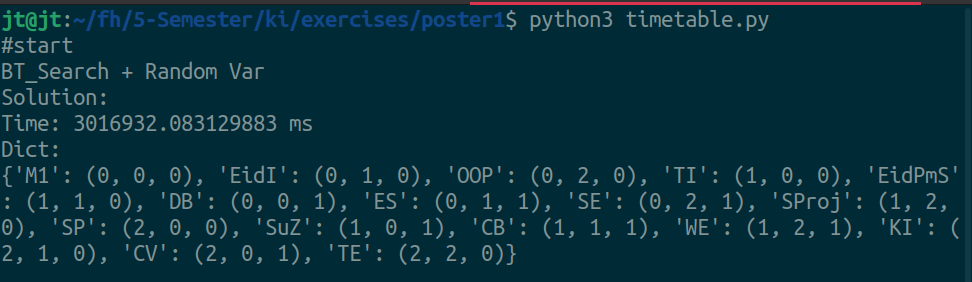 jt@jt:~/fh/5-Semester/ki/exercises/poster1$ python3 timetable.py
#start
BT_Search + Random Var
Solution:
Time: 3016932.083129883 ms
Dict:
{'M1': (0, 0, 0), 'EidI': (0, 1, 0), 'OOP': (0, 2, 0), 'TI': (1, 0, 0), 'EidPmS'
: (1, 1, 0), 'DB': (0, 0, 1), 'ES': (0, 1, 1), 'SE': (0, 2, 1), 'SProj': (1, 2,
0), 'SP': (2, 0, 0), 'SuZ': (1, 0, 1), 'CB': (1, 1, 1), 'WE': (1, 2, 1), 'KI': (
2, 1, 0), 'CV': (2, 0, 1), 'TE': (2, 2, 0)}